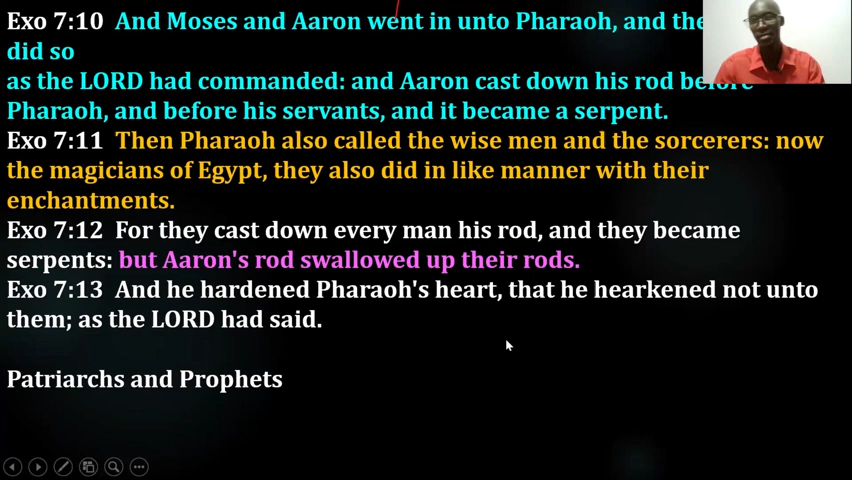 Exo 7:10 And Moses and Aaron went in unto Pharaoh, and
did so
as the LORD had commanded: and Aaron cast down his rod before
Pharaoh, and before his servants, and it became a serpent.
Exo 7:11 Then Pharaoh also called the wise men and the sorcerers: now
the magicians of Egypt, they also did in like manner with their
enchantments.
Exo 7:12 For they cast down every man his rod, and they became
serpents: but Aaron's rod swallowed up their rods.
Exo 7:13 And he hardened Pharaoh's heart, that he hearkened not unto
them; as the LORD had said.
Patriarchs and Prophets